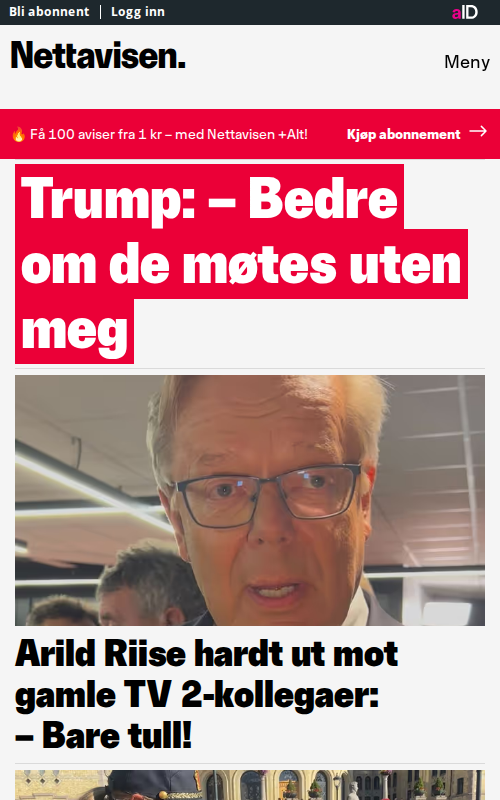 Bli abonnent | Logg inn
aID
Nettavisen.
Meny
🔥 Få 100 aviser fra 1 kr – med Nettavisen +Alt!
Kjøp abonnement →
Trump: – Bedre
om de møtes uten
meg
Arild Riise hardt ut mot
gamle TV 2-kollegaer:
– Bare tull!